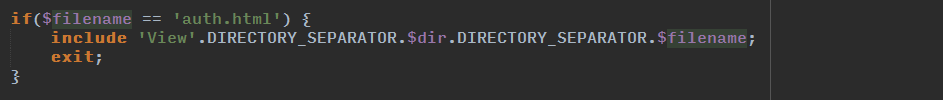 if($filename == 'auth.html') {
include 'View'.DIRECTORY_SEPARATOR.$dir.DIRECTORY_SEPARATOR.$filename;
exit;
}